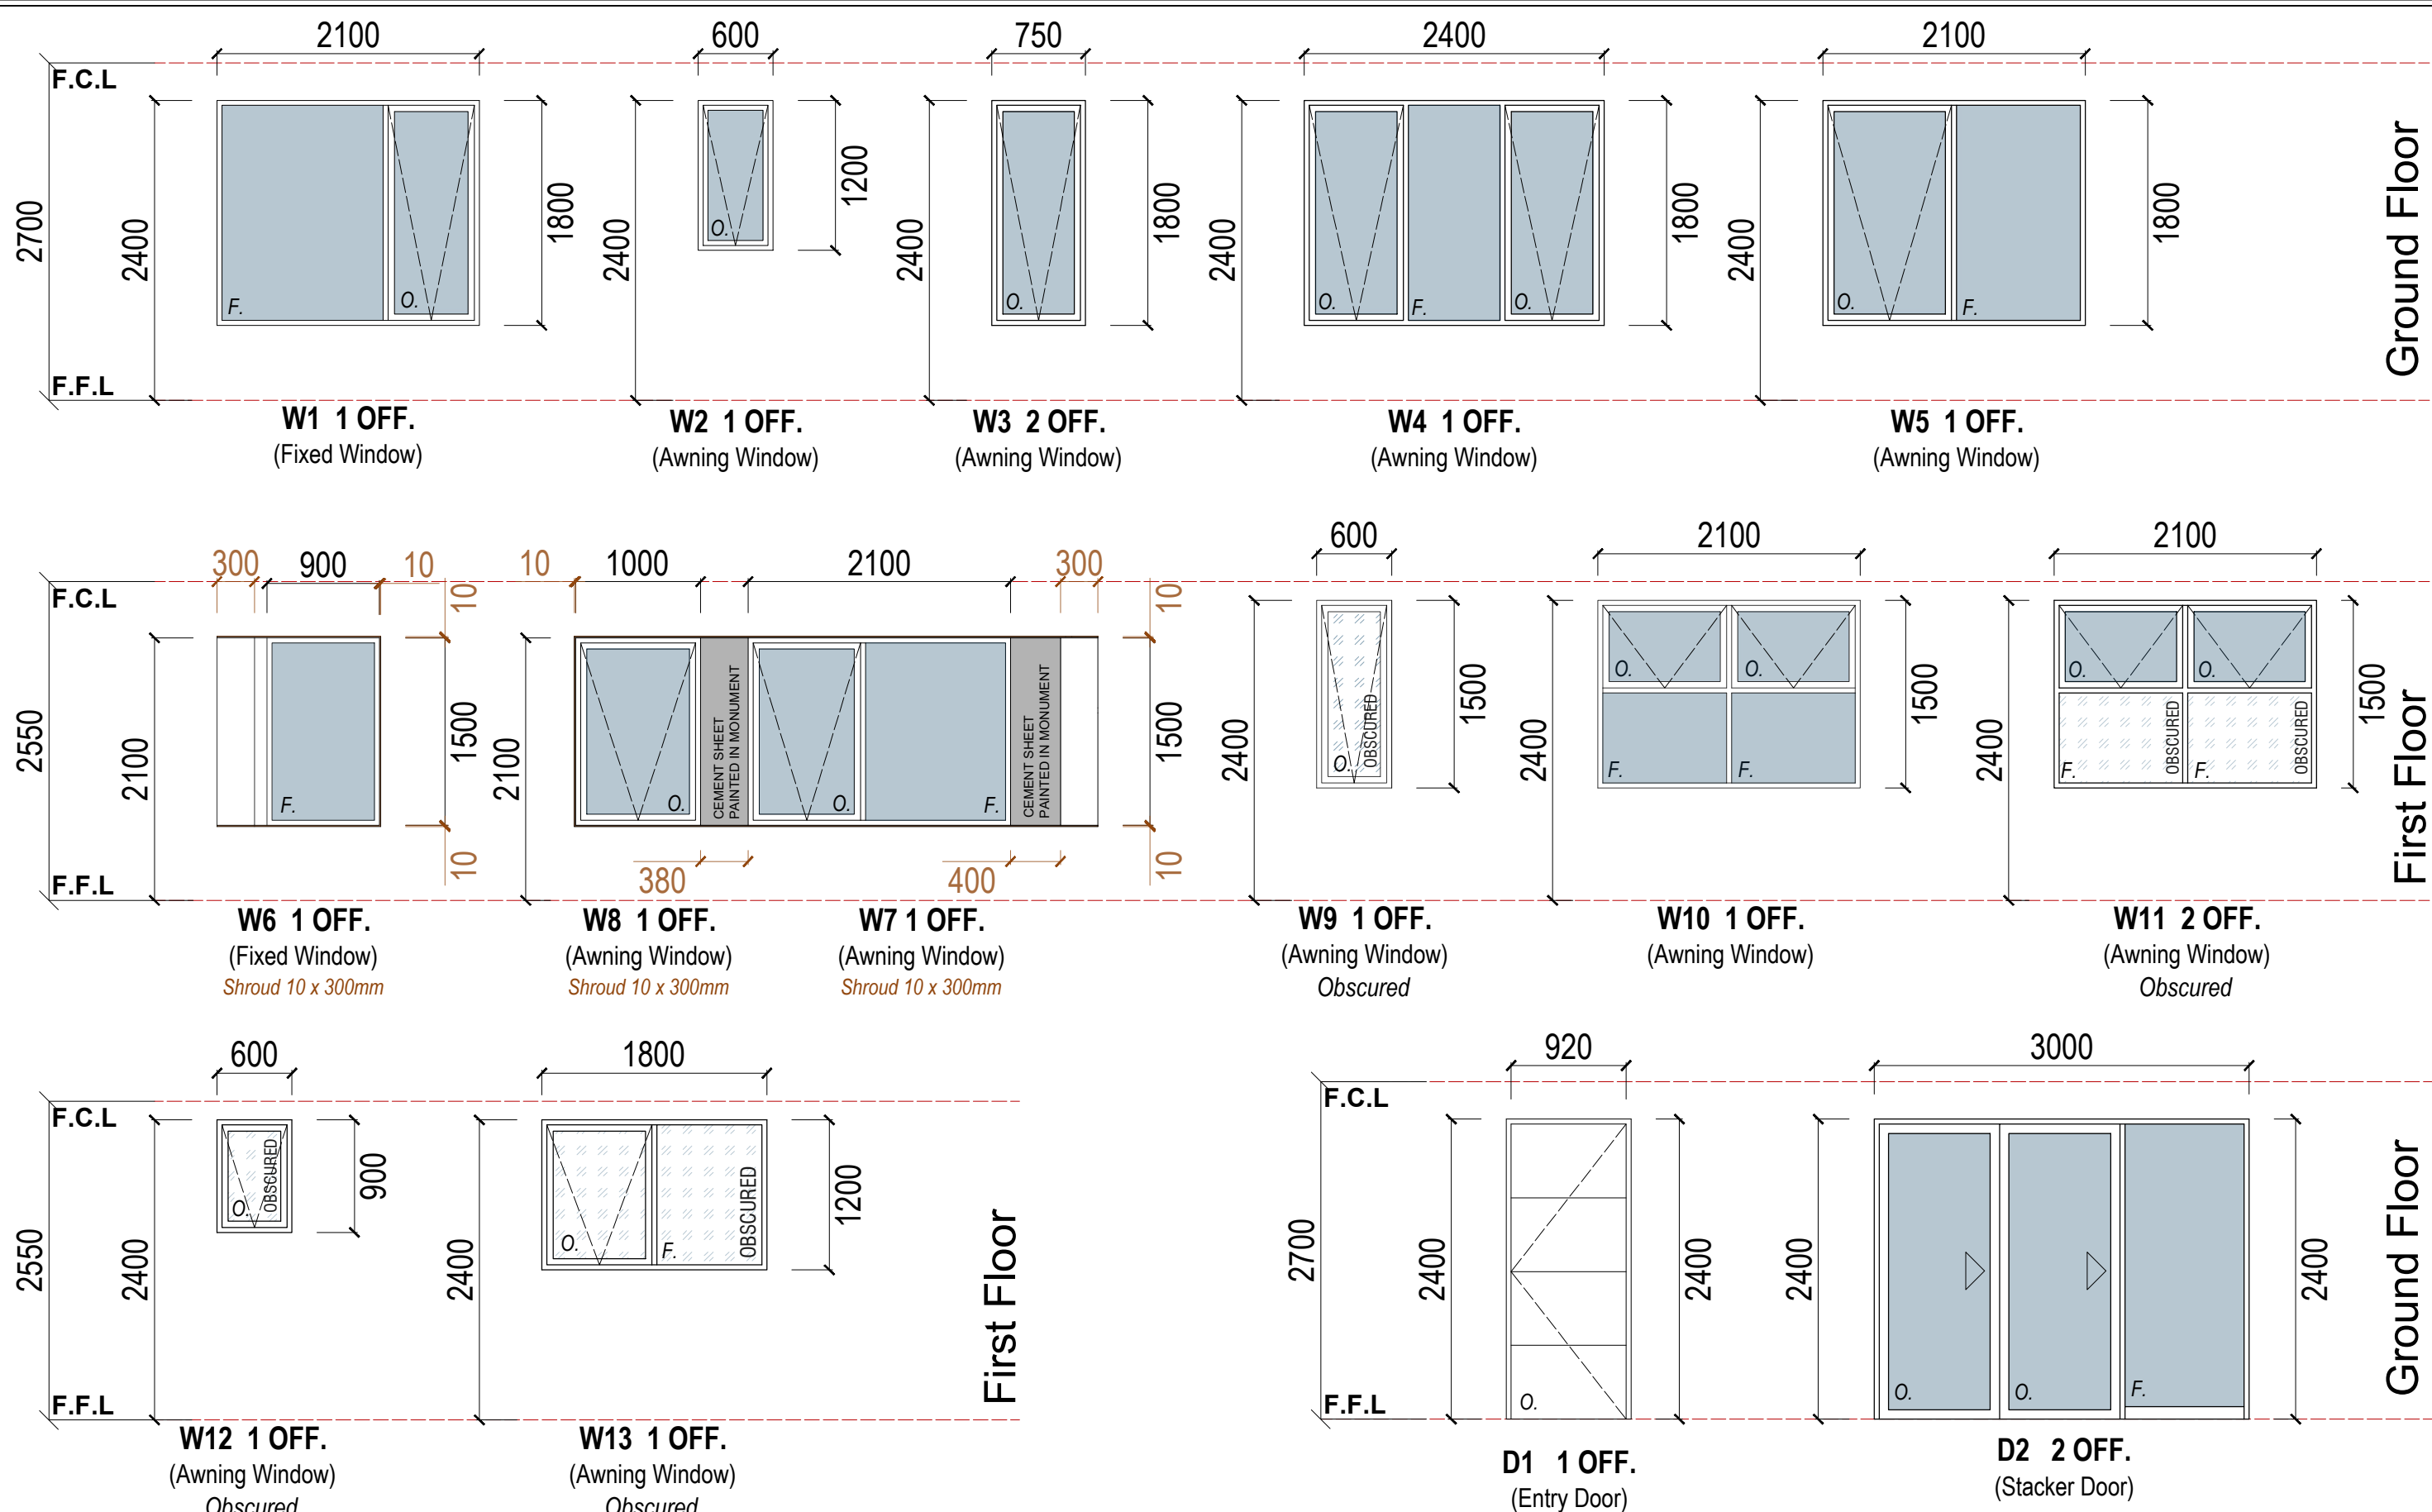 2100 600 750 2400 2100
F.C.L
2700 2400 1800 2400 1200 2400 1800 2400 1800 2400 1800
F. O. O. O. O. F. O. O. F.
F.F.L
Ground Floor
W1 1 OFF.
(Fixed Window)
W2 1 OFF.
(Awning Window)
W3 2 OFF.
(Awning Window)
W4 1 OFF.
(Awning Window)
W5 1 OFF.
(Awning Window)
300 900 10 10 1000 2100 300 600 2100 2100
F.C.L
10 10
2550 2100 1500 2100 1500 2400 1500 2400 1500 2400 1500
F. O. O. F.
CEMENT SHEET
PAINTED IN MONUMENT
CEMENT SHEET
PAINTED IN MONUMENT
O. OBSCURED
O. O.
F. F.
O. O.
F. OBSCURED F. OBSCURED
10 380 400 10
F.F.L
First Floor
W6 1 OFF.
(Fixed Window)
Shroud 10 x 300mm
W8 1 OFF.
(Awning Window)
Shroud 10 x 300mm
W7 1 OFF.
(Awning Window)
Shroud 10 x 300mm
W9 1 OFF.
(Awning Window)
Obscured
W10 1 OFF.
(Awning Window)
W11 2 OFF.
(Awning Window)
Obscured
600 1800
F.C.L
2550 2400 900 2400 1200
O. OBSCURED
O. F. OBSCURED
F.F.L
First Floor
W12 1 OFF.
(Awning Window)
Obscured
W13 1 OFF.
(Awning Window)
Obscured
920 3000
F.C.L
2700 2400 2400 2400 2400
O. O. O. F.
F.F.L
Ground Floor
D1 1 OFF.
(Entry Door)
D2 2 OFF.
(Stacker Door)